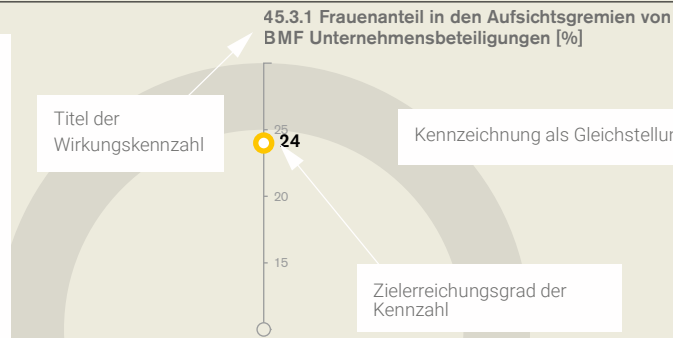 45.3.1 Frauenanteil in den Aufsichtsgremien von
BMF Unternehmensbeteiligungen [%]
Titel der
Wirkungskennzahl
25
24
Kennzeichnung als
20
15
Zielerreichungsgrad der
Kennzahl